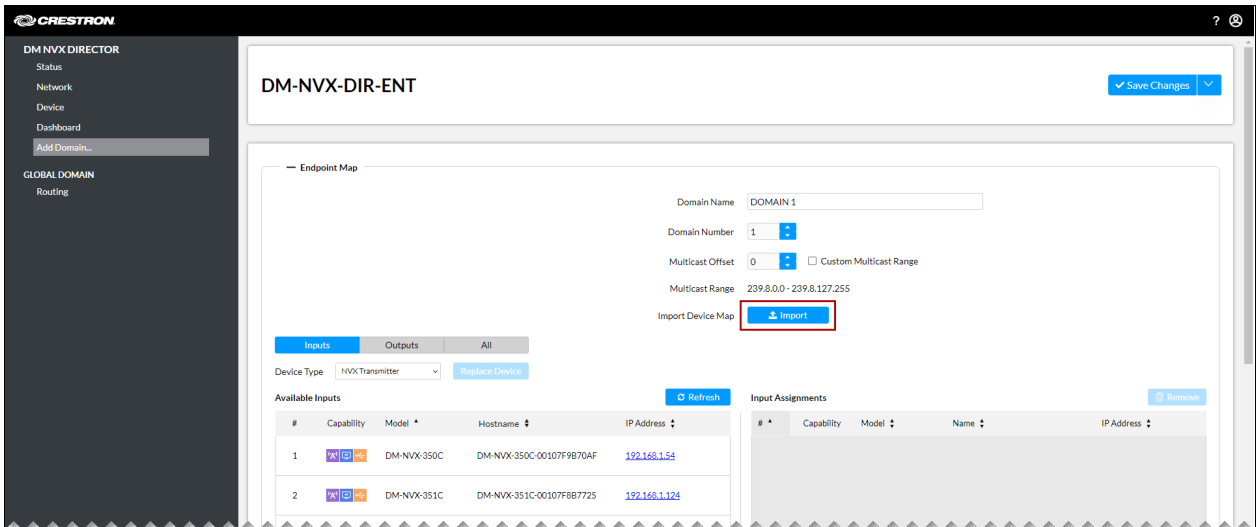 CRESTRON
?
DM NVX DIRECTOR
Status
Network
Device
Dashboard
Add Domain...
GLOBAL DOMAIN
Routing
DM-NVX-DIR-ENT
Save Changes
Endpoint Map
Domain Name DOMAIN 1
Domain Number 1
Multicast Offset 0 Custom Multicast Range
Multicast Range 239.8.0.0 - 239.8.127.255
Import Device Map Import
Inputs Outputs All
Device Type NVX Transmitter Replace Device
Available Inputs Refresh
# Capability Model Hostname IP Address
1 DM-NVX-350C DM-NVX-350C-00107F9B70AF 192.168.1.54
2 DM-NVX-351C DM-NVX-351C-00107F8B7725 192.168.1.124
Input Assignments Remove
# Capability Model Name IP Address